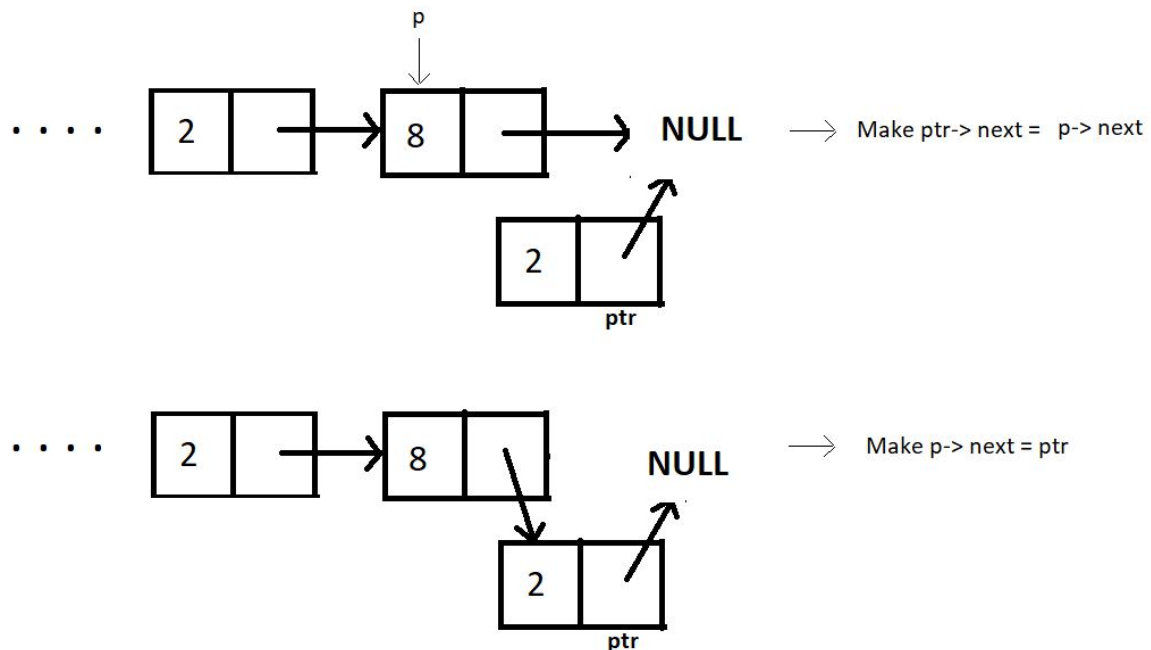 p
. . . . 2 8 NULL Make ptr-> next = p-> next
2
ptr
. . . . 2 8 NULL Make p-> next = ptr
2
ptr